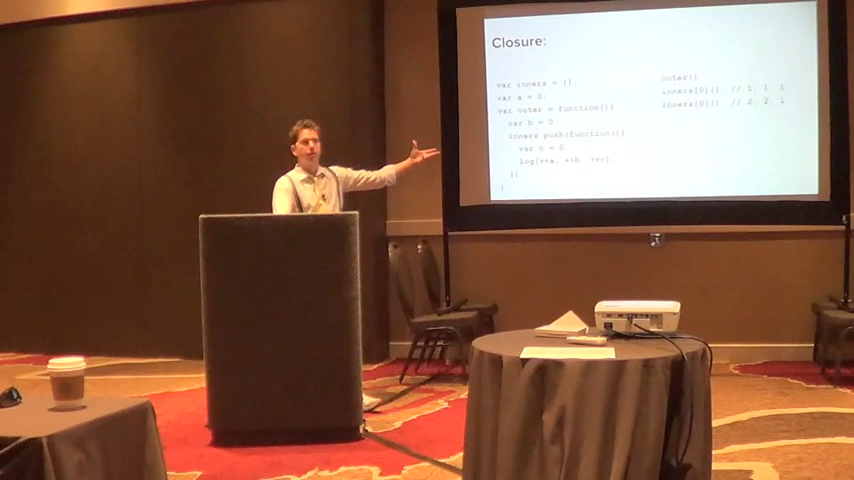 Closure:
var inners = [];
var a = 0;
var outer = function()
var b = 0
inners push(function()
var c = 0
log(++a, ++b, ++c)
})
}
outer()
inners[0]() // 1, 1 1
inners[0]() // 2, 2, 1